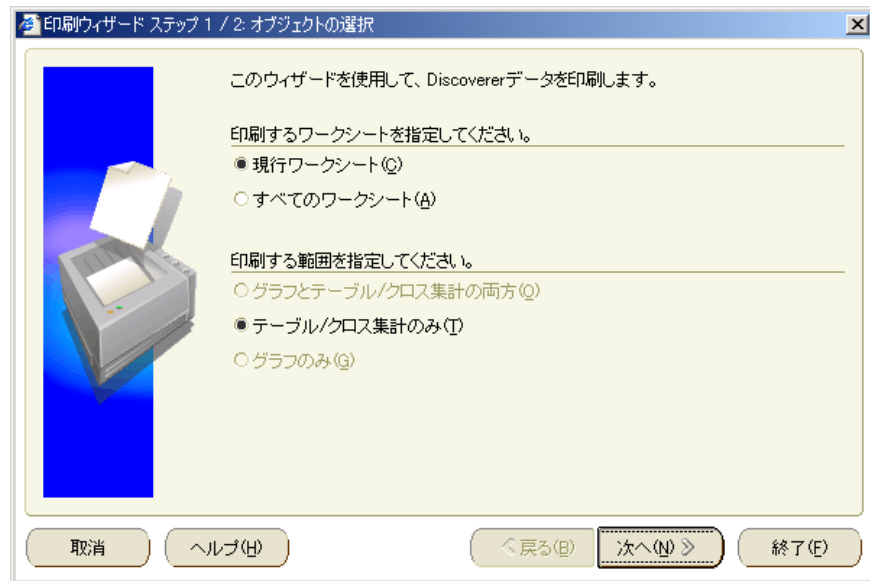 印刷ウィザード ステップ 1 / 2: オブジェクトの選択
このウィザードを使用して、Discovererデータを印刷します。
印刷するワークシートを指定してください。
現行ワークシート(C)
すべてのワークシート(A)
印刷する範囲を指定してください。
グラフとテーブル/クロス集計の両方(O)
テーブル/クロス集計のみ(T)
グラフのみ(G)
取消 ヘルプ(H) 戻る(B) 次へ(N) 終了(F)